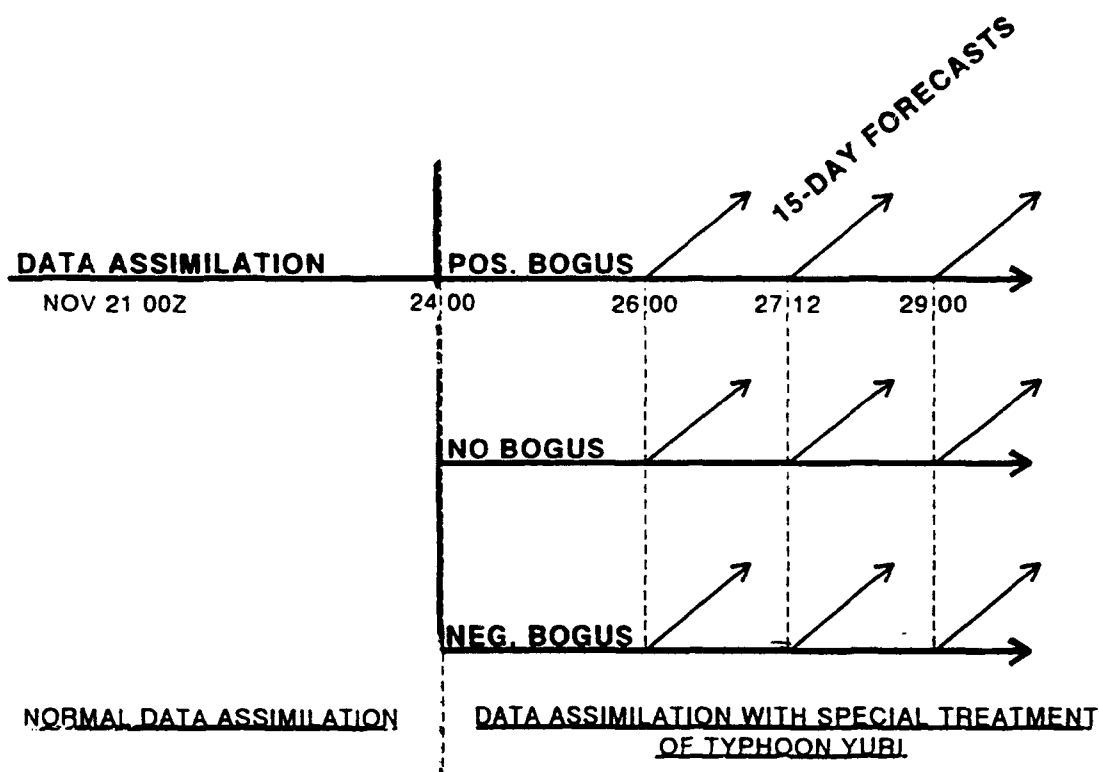 15-DAY FORECASTS
DATA ASSIMILATION
POS. BOGUS
NOV 21 00Z
24 00
26 00
27 12
29 00
NO BOGUS
NEG. BOGUS
NORMAL DATA ASSIMILATION
DATA ASSIMILATION WITH SPECIAL TREATMENT
OF TYPHOON YURI